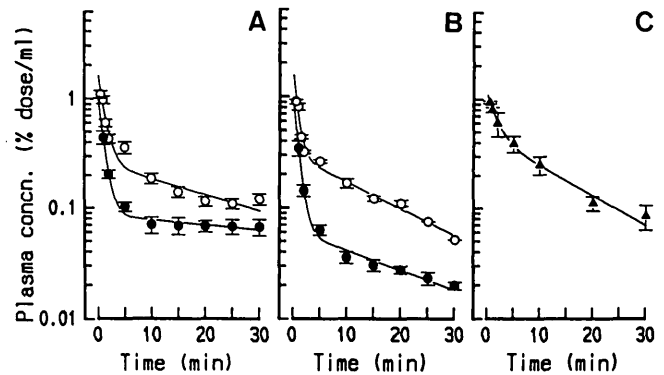 A
B
C
Plasma concn. (% dose/ml)
1
0.1
0.01
0 10 20 30
0 10 20 30
0 10 20 30
Time (min)
Time (min)
Time (min)